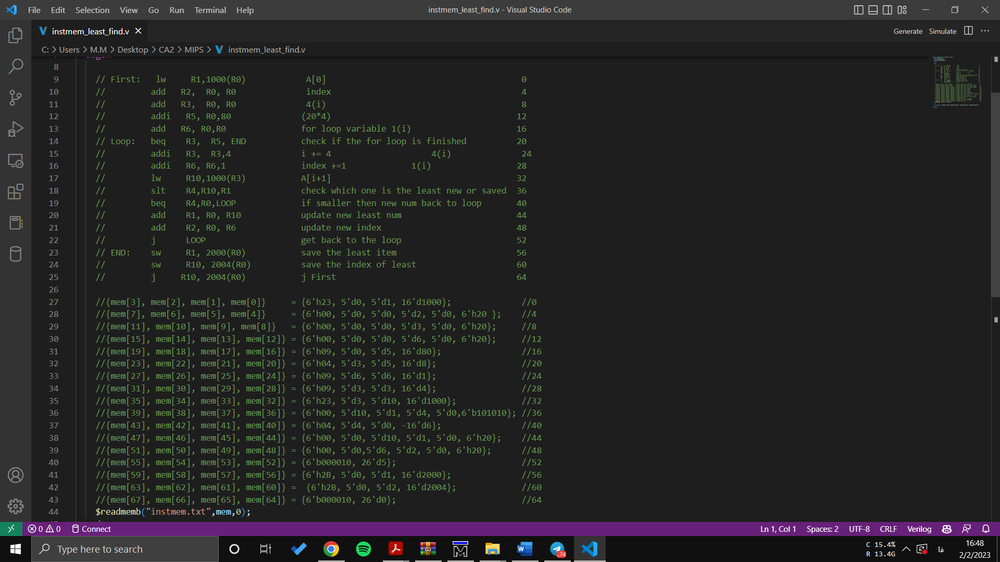 File Edit Selection View Go Run Terminal Help instmem_least_find.v - Visual Studio Code
instmem_least_find.v Generate Simulate
C: > Users > M.M > Desktop > CA2 > MIPS > instmem_least_find.v
8
9 // First: lw R1,1000(R0) A[0] 0
10 // add R2, R0, R0 index 4
11 // add R3, R0, R0 4(i) 8
12 // addi R5, R0,80 (20*4) 12
13 // add R6, R0,R0 for loop variable 1(i) 16
14 // Loop: beq R3, R5, END check if the for loop is finished 20
15 // addi R3, R3,4 i += 4 4(i) 24
16 // addi R6, R6,1 index +=1 1(i) 28
17 // lw R10,1000(R3) A[i+1] 32
18 // slt R4,R10,R1 check which one is the least new or saved 36
19 // beq R4,R0,LOOP if smaller then new num back to loop 40
20 // add R1, R0, R10 update new least num 44
21 // add R2, R0, R6 update new index 48
22 // j LOOP get back to the loop 52
23 // END: sw R1, 2000(R0) save the least item 56
24 // sw R10, 2004(R0) save the index of least 60
25 // j R10, 2004(R0) j First 64
26
27 //{mem[3], mem[2], mem[1], mem[0]} = {6'h23, 5'd0, 5'd1, 16'd1000}; //0
28 //{mem[7], mem[6], mem[5], mem[4]} = {6'h00, 5'd0, 5'd0, 5'd2, 5'd0, 6'h20 }; //4
29 //{mem[11], mem[10], mem[9], mem[8]} = {6'h00, 5'd0, 5'd0, 5'd3, 5'd0, 6'h20}; //8
30 //{mem[15], mem[14], mem[13], mem[12]} = {6'h00, 5'd0, 5'd0, 5'd6, 5'd0, 6'h20}; //12
31 //{mem[19], mem[18], mem[17], mem[16]} = {6'h09, 5'd0, 5'd5, 16'd80}; //16
32 //{mem[23], mem[22], mem[21], mem[20]} = {6'h04, 5'd3, 5'd5, 16'd8}; //20
33 //{mem[27], mem[26], mem[25], mem[24]} = {6'h09, 5'd6, 5'd6, 16'd1}; //24
34 //{mem[31], mem[30], mem[29], mem[28]} = {6'h09, 5'd3, 5'd3, 16'd4}; //28
35 //{mem[35], mem[34], mem[33], mem[32]} = {6'h23, 5'd3, 5'd10, 16'd1000}; //32
36 //{mem[39], mem[38], mem[37], mem[36]} = {6'h00, 5'd10, 5'd1, 5'd4, 5'd0,6'b101010}; //36
37 //{mem[43], mem[42], mem[41], mem[40]} = {6'h04, 5'd4, 5'd0, -16'd6}; //40
38 //{mem[47], mem[46], mem[45], mem[44]} = {6'h00, 5'd0, 5'd10, 5'd1, 5'd0, 6'h20}; //44
39 //{mem[51], mem[50], mem[49], mem[48]} = {6'h00, 5'd0,5'd6, 5'd2, 5'd0, 6'h20}; //48
40 //{mem[55], mem[54], mem[53], mem[52]} = {6'b000010, 26'd5}; //52
41 //{mem[59], mem[58], mem[57], mem[56]} = {6'h2B, 5'd0, 5'd1, 16'd2000}; //56
42 //{mem[63], mem[62], mem[61], mem[60]} = {6'h2B, 5'd0, 5'd2, 16'd2004}; //60
43 //{mem[67], mem[66], mem[65], mem[64]} = {6'b000010, 26'd0}; //64
44 $readmemb("instmem.txt",mem,0);
0 0 Connect Ln 1, Col 1 Spaces: 2 UTF-8 CRLF Verilog
Type here to search
74
C 15.4%
R 13.4G
فا
16:48
2/2/2023